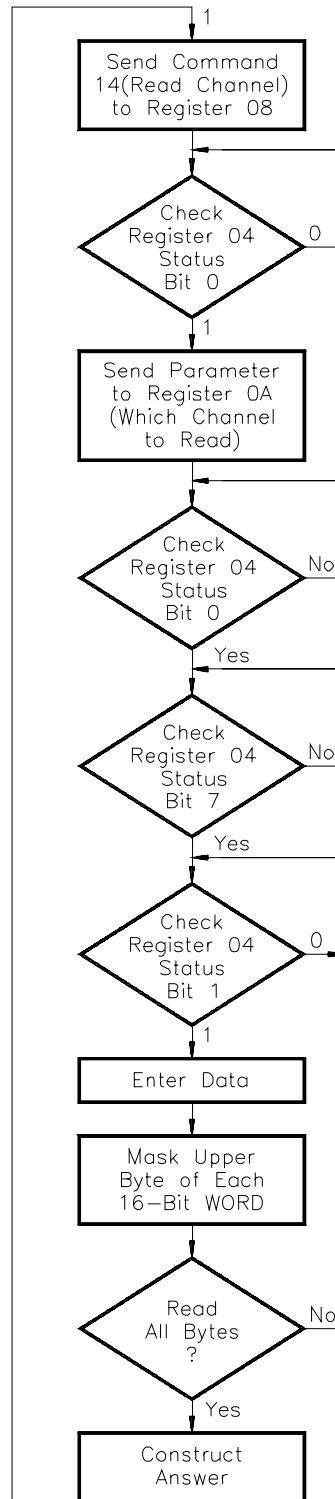 1
Send Command
14(Read Channel)
to Register 08
Check
Register 04
Status
Bit 0
0
1
Send Parameter
to Register 0A
(Which Channel
to Read)
Check
Register 04
Status
Bit 0
No
Yes
Check
Register 04
Status
Bit 7
No
Yes
Check
Register 04
Status
Bit 1
0
1
Enter Data
Mask Upper
Byte of Each
16-Bit WORD
Read
All Bytes
?
No
Yes
Construct
Answer